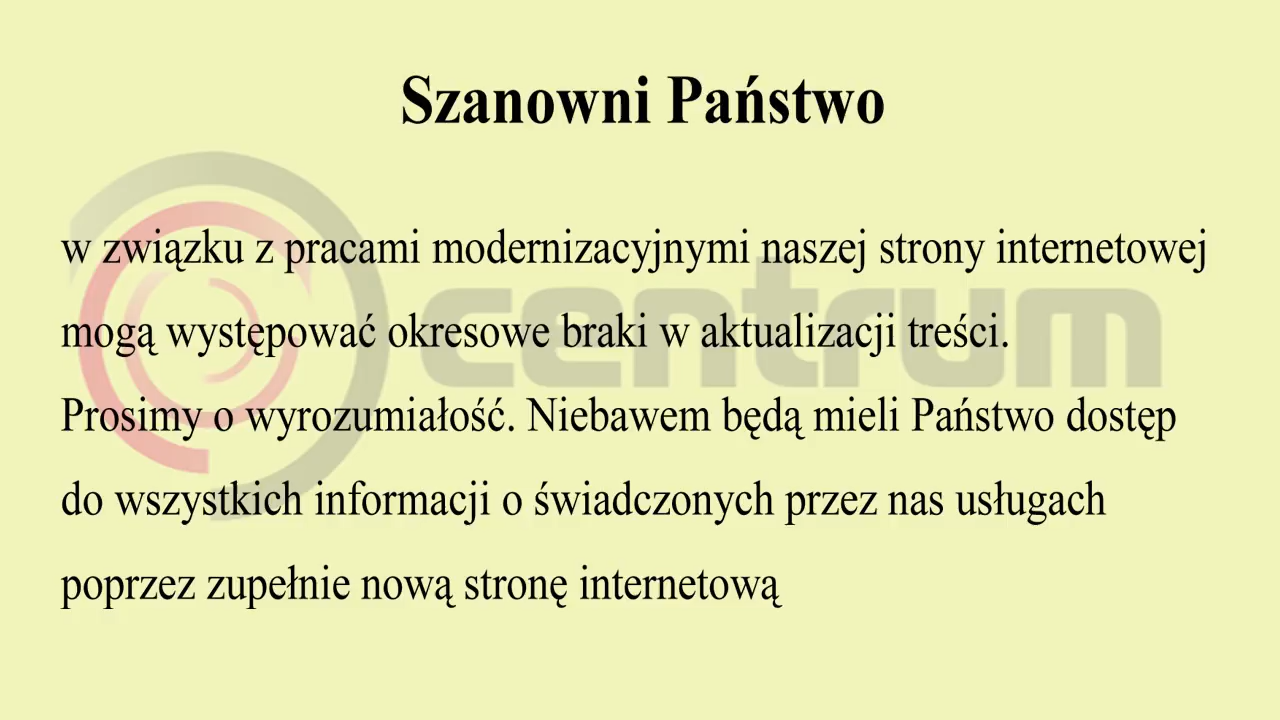 Szanowni Państwo
centrum
w związku z pracami modernizacyjnymi naszej strony internetowej
mogą występować okresowe braki w aktualizacji treści.
Prosimy o wyrozumiałość. Niebawem będą mieli Państwo dostęp
do wszystkich informacji o świadczonych przez nas usługach
poprzez zupełnie nową stronę internetową